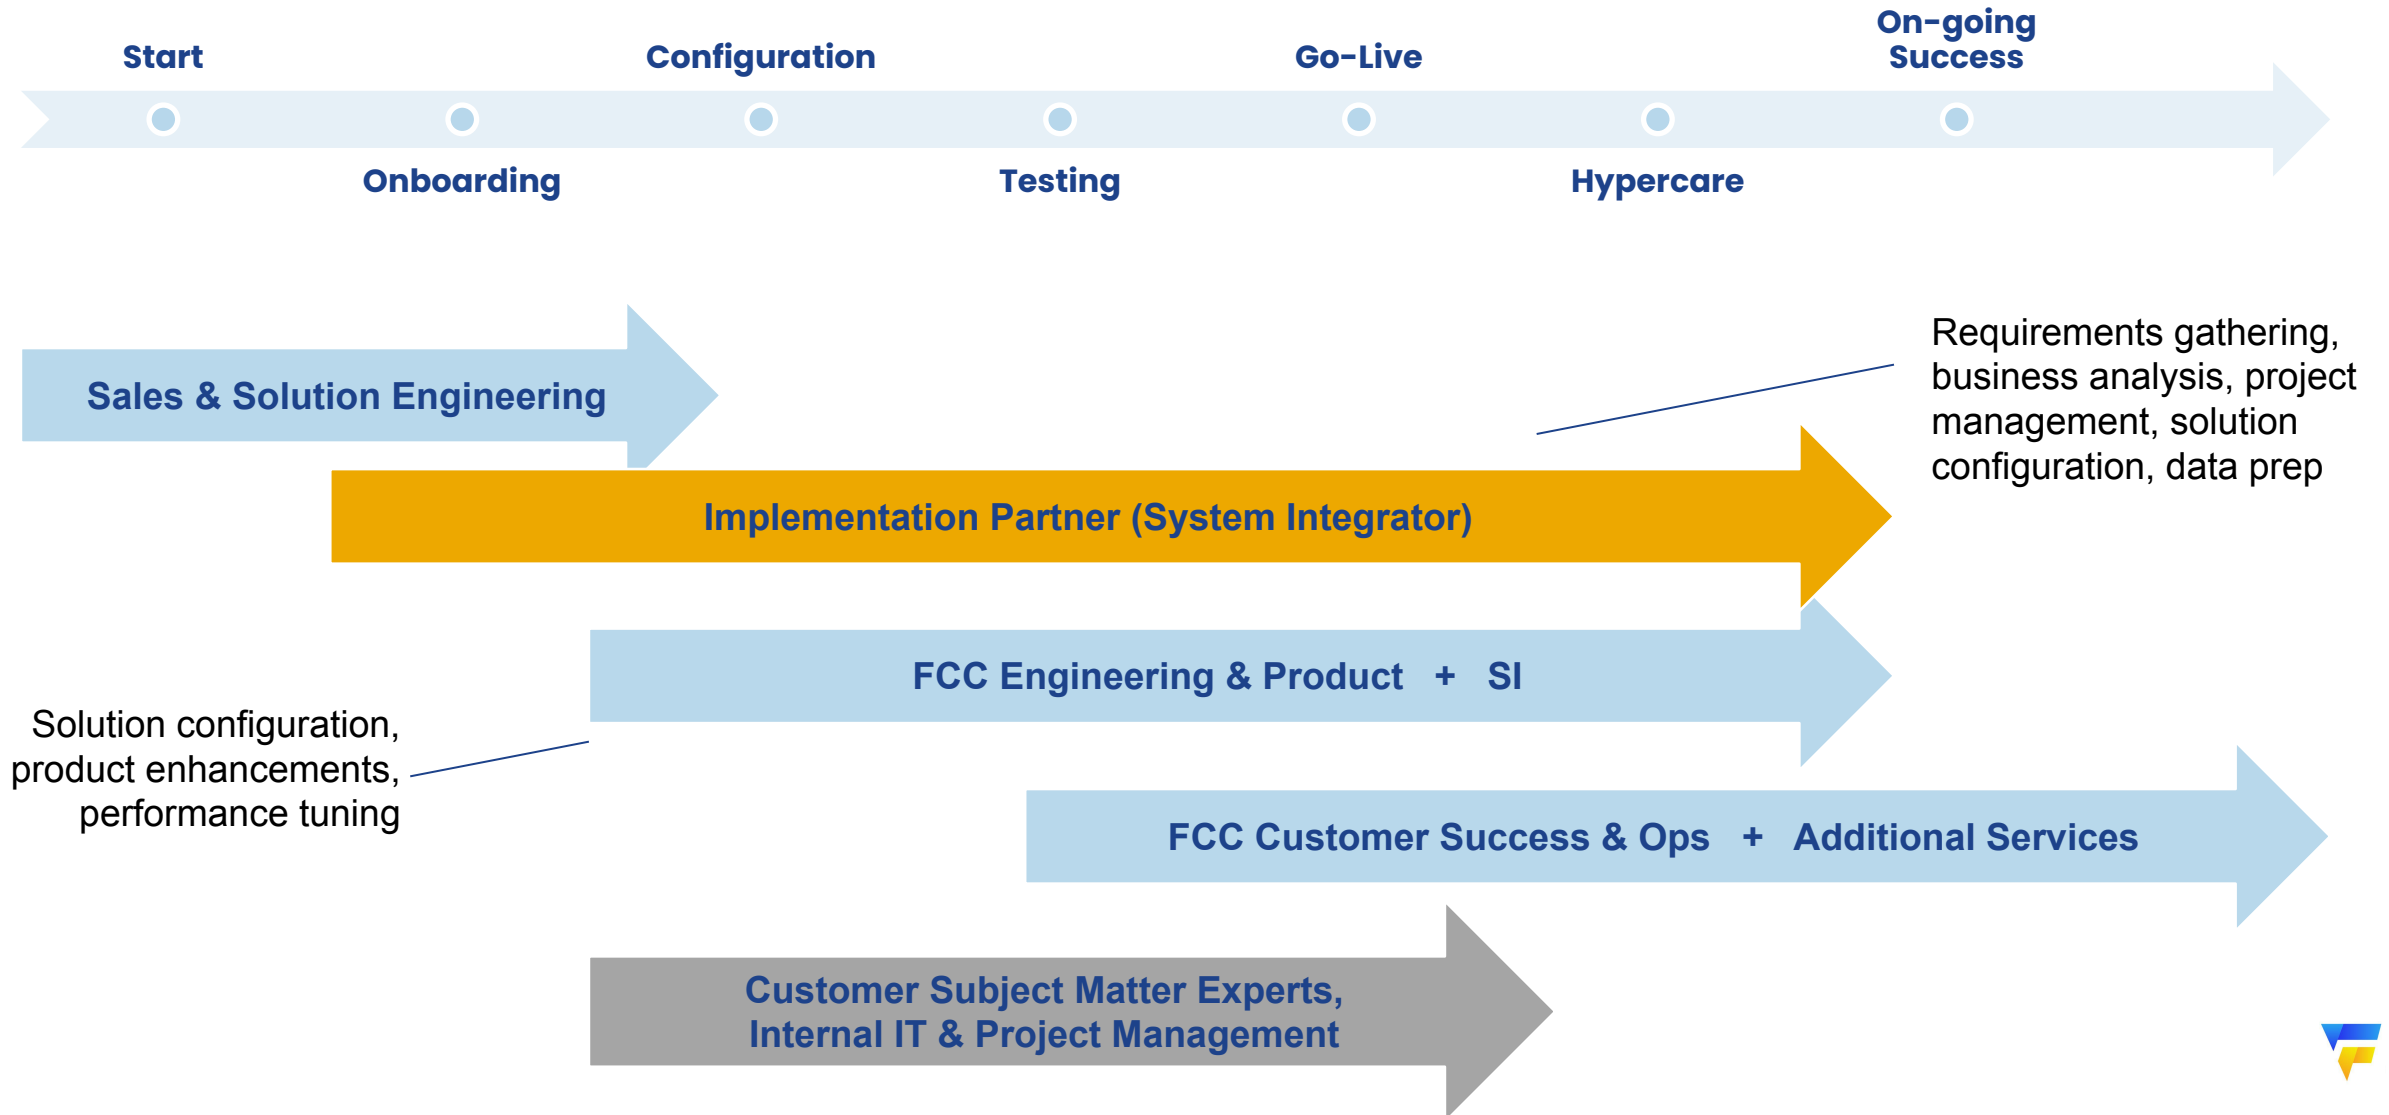 Start
Onboarding
Configuration
Testing
Go-Live
Hypercare
On-going
Success
Sales & Solution Engineering
Requirements gathering,
business analysis, project
management, solution
configuration, data prep
Implementation Partner (System Integrator)
FCC Engineering & Product + SI
Solution configuration,
product enhancements,
performance tuning
FCC Customer Success & Ops + Additional Services
Customer Subject Matter Experts,
Internal IT & Project Management